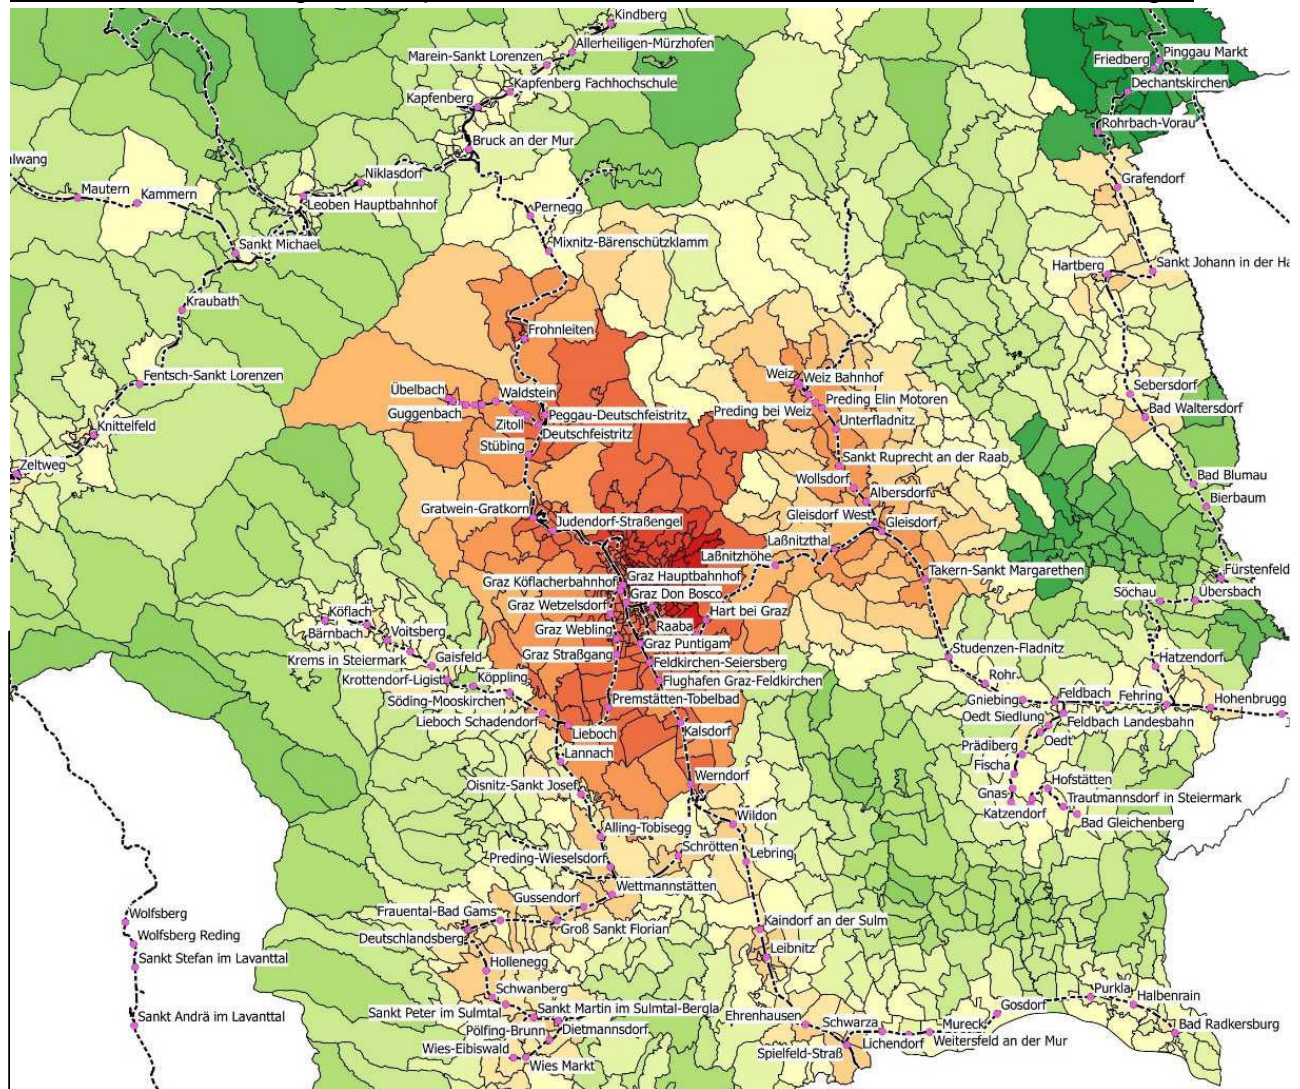 Kindberg
Allerheiligen-Mürzhofen
Marein-Sankt Lorenzen
Kapfenberg Fachhochschule
Kapfenberg
Bruck an der Mur
Pinggau Markt
Friedberg
Dechantskirchen
Rohrbach-Vorau
Grafendorf
Sankt Johann in der Ha
Hartberg
alwang
Mautern
Kammern
Niklasdorf
Leoben Hauptbahnhof
Sankt Michael
Pernegg
Mixnitz-Bärenschützklamm
Kraubath
Frohnleiten
Fentsch-Sankt Lorenzen
Knittelfeld
Zeltweg
Übelbach
Waldstein
Guggenbach
Zitoll
Peggau-Deutschfeistritz
Deutschfeistritz
Stübing
Weiz
Weiz Bahnhof
Preding Elin Motoren
Preding bei Weiz
Unterfladnitz
Sankt Ruprecht an der Raab
Wollsdorf
Albersdorf
Gleisdorf West
Gleisdorf
Sebersdorf
Bad Waltersdorf
Bad Blumau
Bierbaum
Fürstenfeld
Übersbach
Söchau
Hatzendorf
Gratwein-Gratkorn
Judendorf-Straßengel
Laßnitzthal
Laßnitzhöhe
Takern-Sankt Margarethen
Graz Hauptbahnhof
Graz Köflacherbahnhof
Graz Don Bosco
Graz Wetzelsdorf
Hart bei Graz
Raaba
Graz Webling
Graz Puntigam
Graz Straßgang
Feldkirchen-Seiersberg
Flughafen Graz-Feldkirchen
Köflach
Bärnbach
Voitsberg
Krems in Steiermark
Gaisfeld
Krottendorf-Ligist
Köppling
Söding-Mooskirchen
Lieboch Schadendorf
Lieboch
Premstätten-Tobelbad
Kalsdorf
Lannach
Studenzen-Fladnitz
Rohr
Gniebing
Feldbach
Fehring
Hohenbrugg
Oedt Siedlung
Feldbach Landesbahn
Oedt
Prädiberg
Fischa
Gnas
Hofstätten
Trautmannsdorf in Steiermark
Katzendorf
Bad Gleichenberg
Oisnitz-Sankt Josef
Werndorf
Wildon
Alling-Tobisegg
Schrötten
Lebring
Preding-Wieselsdorf
Wettmannstätten
Gussendorf
Frauental-Bad Gams
Groß Sankt Florian
Deutschlandsberg
Kaindorf an der Sulm
Leibnitz
Hollenegg
Schwanberg
Sankt Peter im Sulmtal
Sankt Martin im Sulmtal-Bergla
Pölfing-Brunn
Dietmannsdorf
Wies-Eibiswald
Wies Markt
Ehrenhausen
Schwarza
Spielfeld-Straß
Lichendorf
Mureck
Weitersfeld an der Mur
Gosdorf
Purkla
Halbenrain
Bad Radkersburg
Wolfsberg
Wolfsberg Reding
Sankt Stefan im Lavanttal
Sankt Andrä im Lavanttal